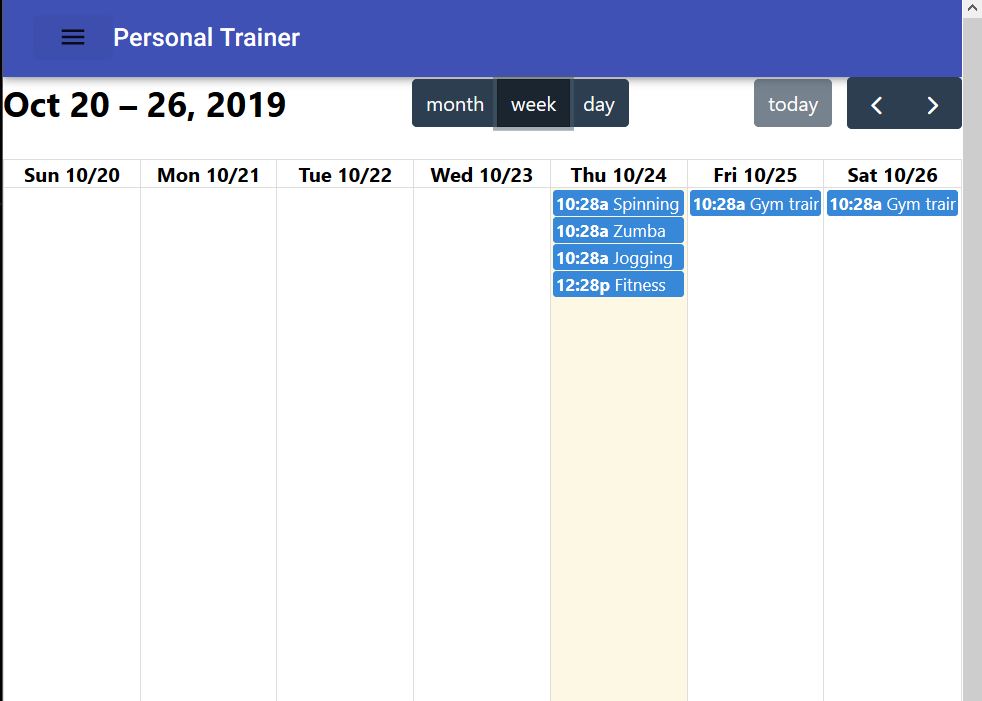 Personal Trainer
Oct 20 – 26, 2019 month week day today
Sun 10/20 Mon 10/21 Tue 10/22 Wed 10/23 Thu 10/24 Fri 10/25 Sat 10/26
10:28a Spinning 10:28a Gym trair 10:28a Gym trair
10:28a Zumba
10:28a Jogging
12:28p Fitness